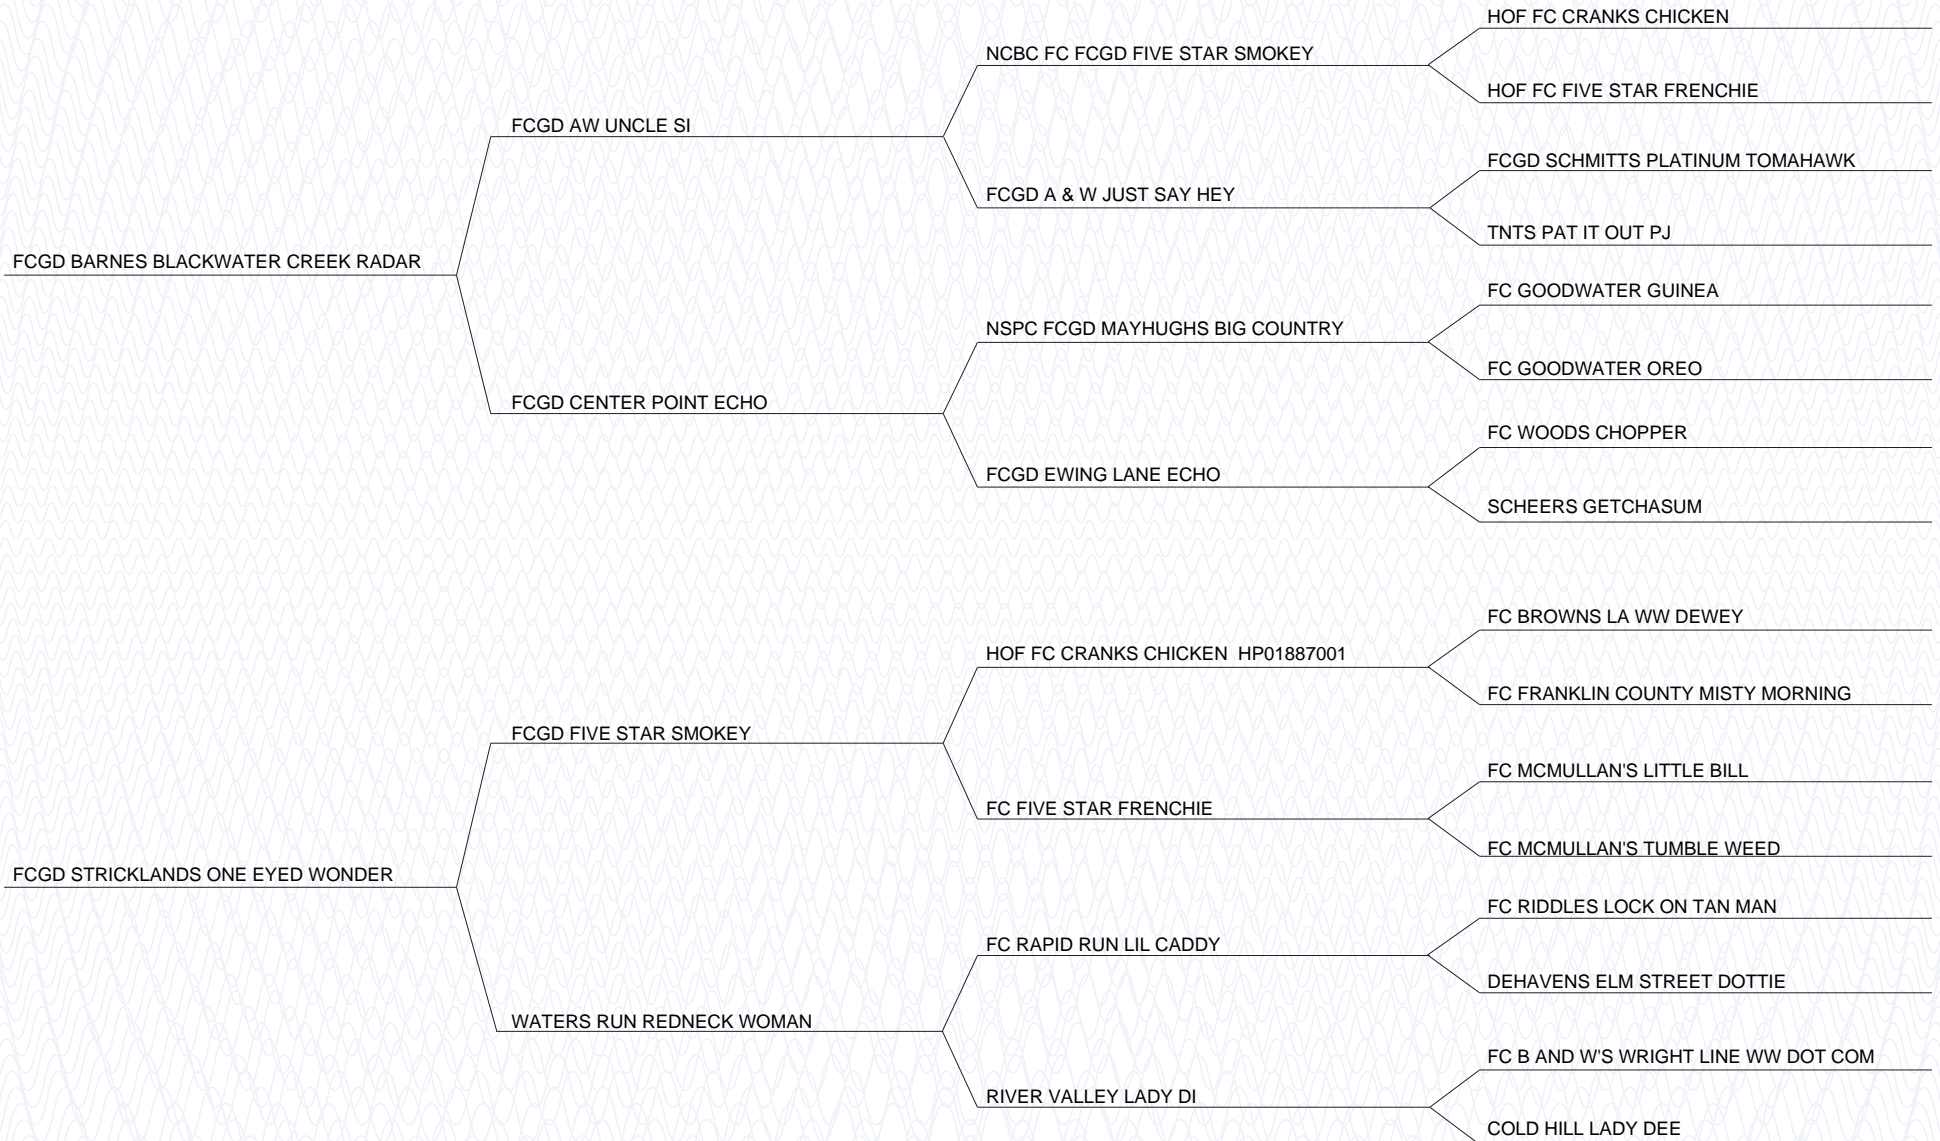 HOF FC CRANKS CHICKEN
NCBC FC FCGD FIVE STAR SMOKEY
HOF FC FIVE STAR FRENCHIE
FCGD AW UNCLE SI
FCGD SCHMITTS PLATINUM TOMAHAWK
FCGD A & W JUST SAY HEY
TNTS PAT IT OUT PJ
FCGD BARNES BLACKWATER CREEK RADAR
FC GOODWATER GUINEA
NSPC FCGD MAYHUGHS BIG COUNTRY
FC GOODWATER OREO
FCGD CENTER POINT ECHO
FC WOODS CHOPPER
FCGD EWING LANE ECHO
SCHEERS GETCHASUM
FC BROWNS LA WW DEWEY
HOF FC CRANKS CHICKEN  HP01887001
FC FRANKLIN COUNTY MISTY MORNING
FCGD FIVE STAR SMOKEY
FC MCMULLAN'S LITTLE BILL
FC FIVE STAR FRENCHIE
FC MCMULLAN'S TUMBLE WEED
FCGD STRICKLANDS ONE EYED WONDER
FC RIDDLES LOCK ON TAN MAN
FC RAPID RUN LIL CADDY
DEHAVENS ELM STREET DOTTIE
WATERS RUN REDNECK WOMAN
FC B AND W'S WRIGHT LINE WW DOT COM
RIVER VALLEY LADY DI
COLD HILL LADY DEE